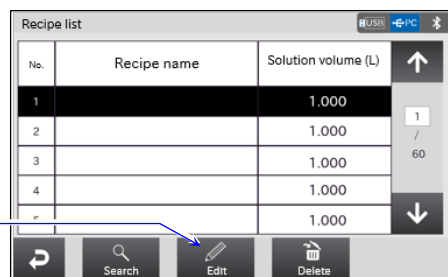 Recipe list USB PC
No. Recipe name Solution volume (L)
1 1.000
2 1.000
3 1.000
4 1.000
1.000
1
/
60
Search Edit Delete